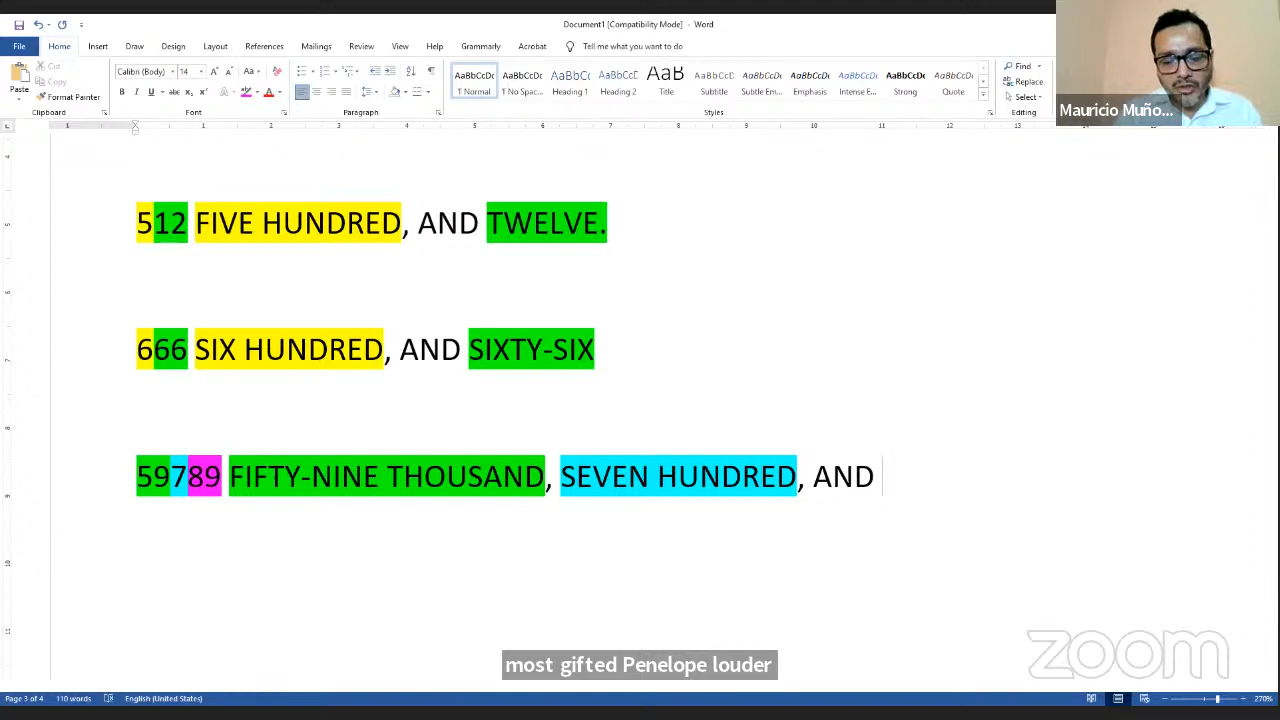 Document1 [Compatibility Mode] - Word
File Home Insert Draw Design Layout References Mailings Review View Help Grammarly Acrobat Tell me what you want to do
Cut
Copy
Paste
Format Painter
Clipboard
Calibri (Body) 14
Font
Paragraph
AaBbCcDc AaBbCcDc AaBbCc AaBbCcC AaB AaBbCcC AaBbCcDc AaBbCcDc AaBbCcDc AaBbCcDc AaBbCcDc
¶ Normal ¶ No Spac... Heading 1 Heading 2 Title Subtitle Subtle Em... Emphasis Intense E... Strong Quote
Styles
Find
Replace
Select
Editing
Mauricio Muño...
512 FIVE HUNDRED, AND TWELVE.
666 SIX HUNDRED, AND SIXTY-SIX
59789 FIFTY-NINE THOUSAND, SEVEN HUNDRED, AND
most gifted Penelope louder
zoom
Page 3 of 4 110 words English (United States) 270%